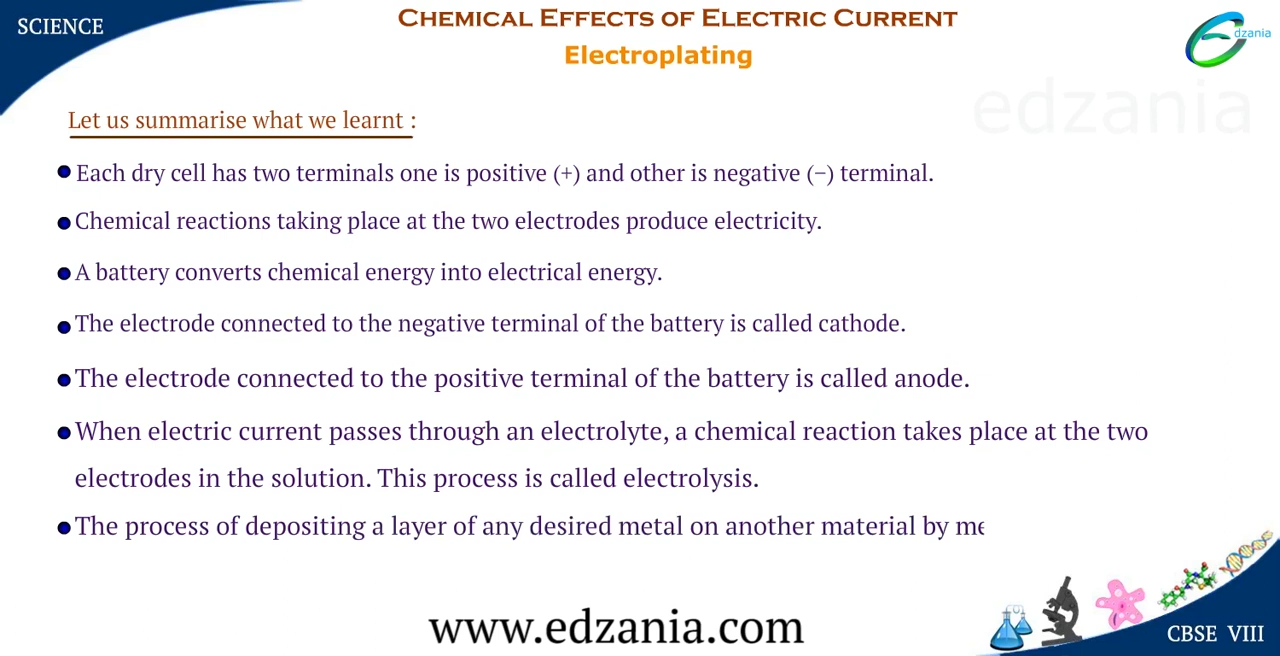 SCIENCE
CHEMICAL EFFECTS OF ELECTRIC CURRENT
Electroplating
dzania
edzania
Let us summarise what we learnt :
Each dry cell has two terminals one is positive (+) and other is negative (−) terminal.
Chemical reactions taking place at the two electrodes produce electricity.
A battery converts chemical energy into electrical energy.
The electrode connected to the negative terminal of the battery is called cathode.
The electrode connected to the positive terminal of the battery is called anode.
When electric current passes through an electrolyte, a chemical reaction takes place at the two
electrodes in the solution. This process is called electrolysis.
The process of depositing a layer of any desired metal on another material by me
www.edzania.com
CBSE VIII